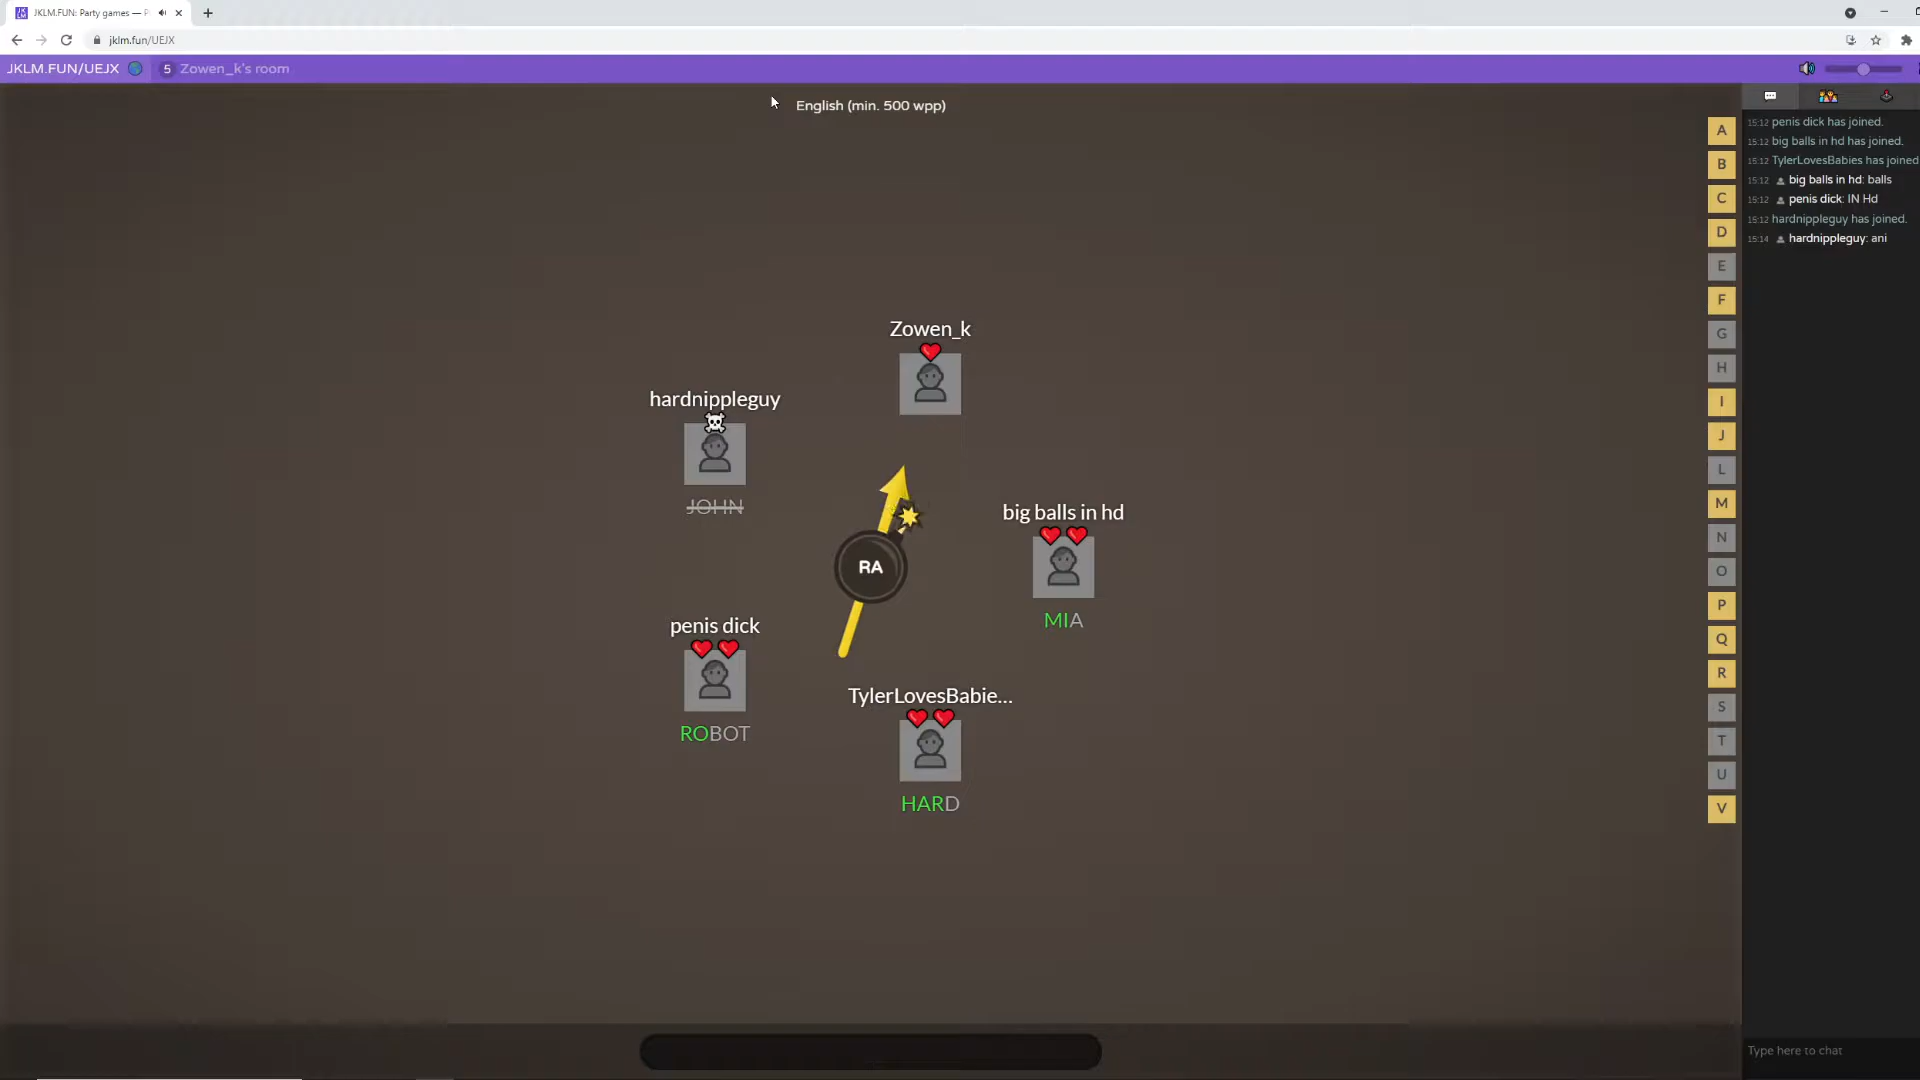 JKLM.FUN: Party games — P
jklm.fun/UEJX
JKLM.FUN/UEJX 5 Zowen_k's room
English (min. 500 wpp)
Zowen_k
hardnippleguy
JOHN
big balls in hd
MIA
RA
penis dick
ROBOT
TylerLovesBabie...
HARD
A
B
C
D
E
F
G
H
I
J
L
M
N
O
P
Q
R
S
T
U
V
15:12 penis dick has joined.
15:12 big balls in hd has joined.
15:12 TylerLovesBabies has joined
15:12 big balls in hd: balls
15:12 penis dick: IN Hd
15:12 hardnippleguy has joined.
15:14 hardnippleguy: ani
Type here to chat